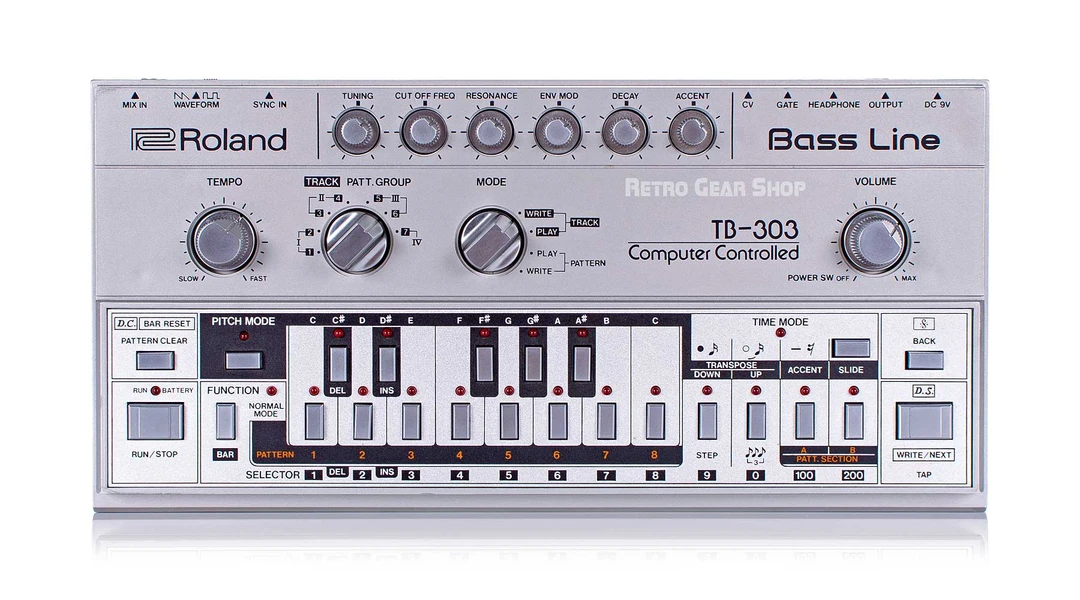 MIX IN WAVEFORM SYNC IN TUNING CUT OFF FREQ RESONANCE ENV MOD DECAY ACCENT CV GATE HEADPHONE OUTPUT DC 9V
Roland Bass Line
TEMPO TRACK PATT. GROUP MODE RETRO GEAR SHOP VOLUME
II 4 5 III
3 6 WRITE
TRACK
I 2 7 IV PLAY TB-303
1 PLAY PATTERN Computer Controlled
WRITE
SLOW FAST POWER SW OFF MAX
D.C. BAR RESET PITCH MODE C C# D D# E F F# G G# A A# B C TIME MODE
PATTERN CLEAR BACK
TRANSPOSE
DOWN UP ACCENT SLIDE
RUN BATTERY FUNCTION DEL INS D.S.
NORMAL
MODE
RUN/STOP BAR PATTERN 1 2 3 4 5 6 7 8 STEP 3 A B WRITE/NEXT
PATT. SECTION
SELECTOR 1 DEL 2 INS 3 4 5 6 7 8 9 0 100 200 TAP